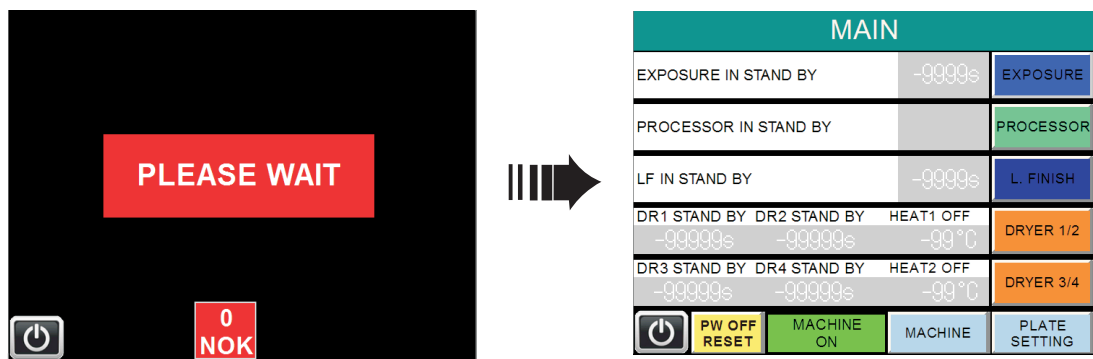 PLEASE WAIT
0
NOK
MAIN
EXPOSURE IN STAND BY -9999s EXPOSURE
PROCESSOR IN STAND BY PROCESSOR
LF IN STAND BY -9999s L. FINISH
DR1 STAND BY DR2 STAND BY HEAT1 OFF
-99999s -99999s -99°C
DRYER 1/2
DR3 STAND BY DR4 STAND BY HEAT2 OFF
-99999s -99999s -99°C
DRYER 3/4
PW OFF
RESET
MACHINE
ON
MACHINE
PLATE
SETTING